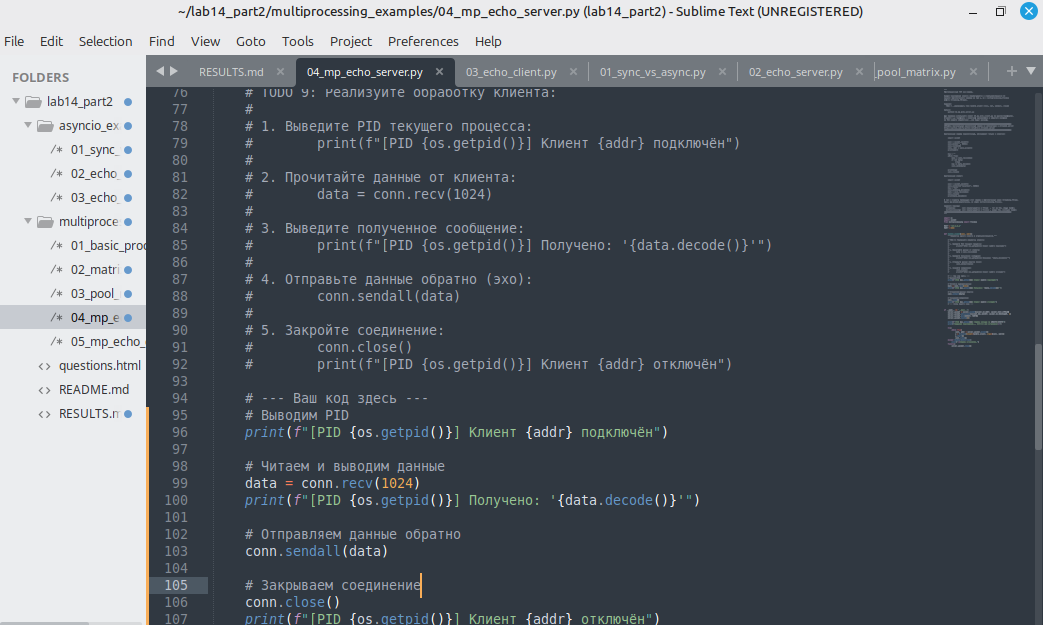 ~/lab14_part2/multiprocessing_examples/04_mp_echo_server.py (lab14_part2) - Sublime Text (UNREGISTERED)
File Edit Selection Find View Goto Tools Project Preferences Help
FOLDERS
lab14_part2
asyncio_ex
/* 01_sync_
/* 02_echo_
/* 03_echo_
multiproce
/* 01_basic_proc
/* 02_matri
/* 03_pool_
/* 04_mp_e
/* 05_mp_echo_
<> questions.html
<> README.md
<> RESULTS.m
RESULTS.md 04_mp_echo_server.py 03_echo_client.py 01_sync_vs_async.py 02_echo_server.py pool_matrix.py
76 # TODO 9: Реализуйте обработку клиента:
77 #
78 # 1. Выведите PID текущего процесса:
79 # print(f"[PID {os.getpid()}] Клиент {addr} подключён")
80 #
81 # 2. Прочитайте данные от клиента:
82 # data = conn.recv(1024)
83 #
84 # 3. Выведите полученное сообщение:
85 # print(f"[PID {os.getpid()}] Получено: '{data.decode()}'")
86 #
87 # 4. Отправьте данные обратно (эхо):
88 # conn.sendall(data)
89 #
90 # 5. Закройте соединение:
91 # conn.close()
92 # print(f"[PID {os.getpid()}] Клиент {addr} отключён")
93
94 # --- Ваш код здесь ---
95 # Выводим PID
96 print(f"[PID {os.getpid()}] Клиент {addr} подключён")
97
98 # Читаем и выводим данные
99 data = conn.recv(1024)
100 print(f"[PID {os.getpid()}] Получено: '{data.decode()}'")
101
102 # Отправляем данные обратно
103 conn.sendall(data)
104
105 # Закрываем соединение
106 conn.close()
107 print(f"[PID {os.getpid()}] Клиент {addr} отключён")